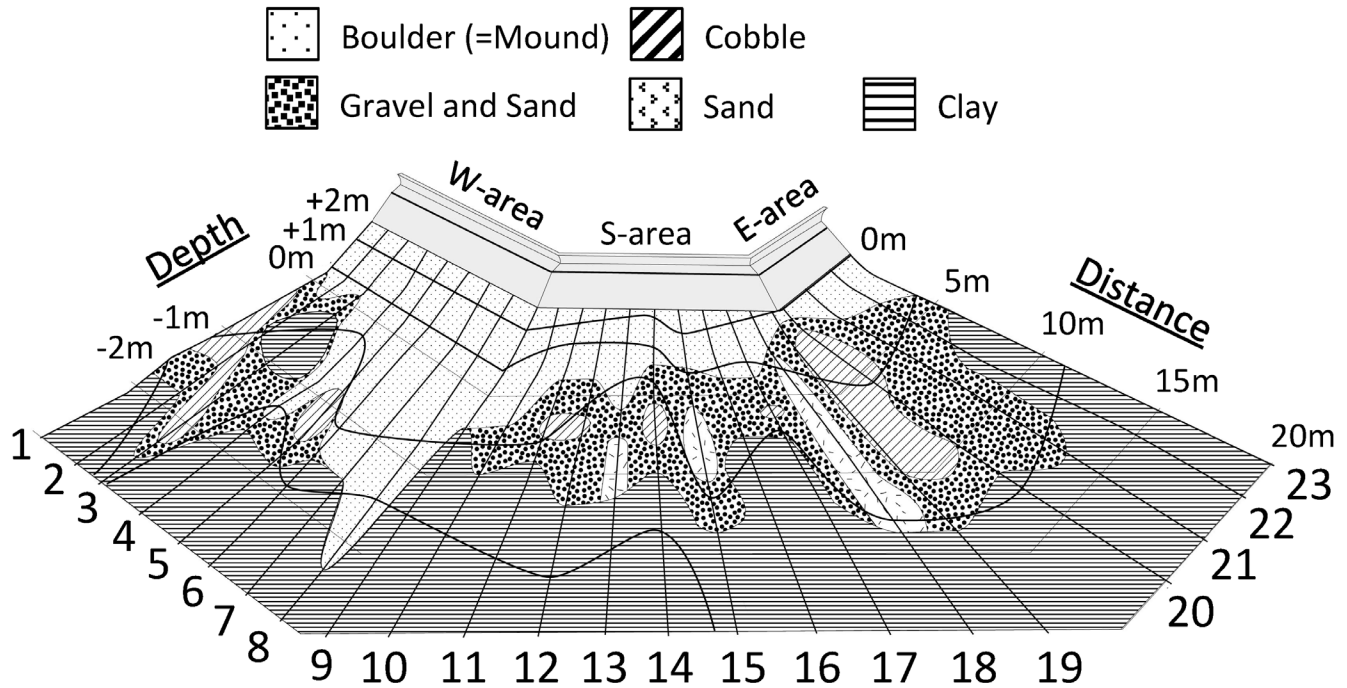 Boulder (=Mound)
Cobble
Gravel and Sand
Sand
Clay
W-area
S-area
E-area
Depth
+2m
+1m
0m
-1m
-2m
Distance
0m
5m
10m
15m
20m
1
2
3
4
5
6
7
8
9
10
11
12
13
14
15
16
17
18
19
20
21
22
23